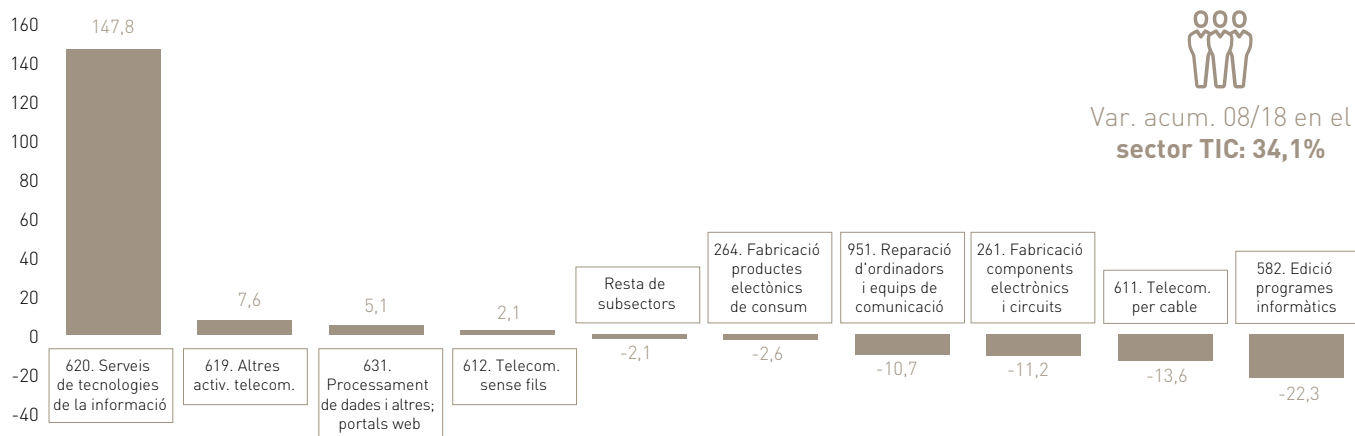 160
140
120
100
80
60
40
20
0
-20
-40
147,8
7,6
5,1
2,1
-2,1
-2,6
-10,7
-11,2
-13,6
-22,3
620. Serveis
de tecnologies
de la informació
619. Altres
activ. telecom.
631.
Processament
de dades i altres;
portals web
612. Telecom.
sense fils
Resta de
subsectors
264. Fabricació
productes
electònics
de consum
951. Reparació
d'ordinadors
i equips de
comunicació
261. Fabricació
components
electrònics
i circuits
611. Telecom.
per cable
582. Edició
programes
informàtics
Var. acum. 08/18 en el
sector TIC: 34,1%